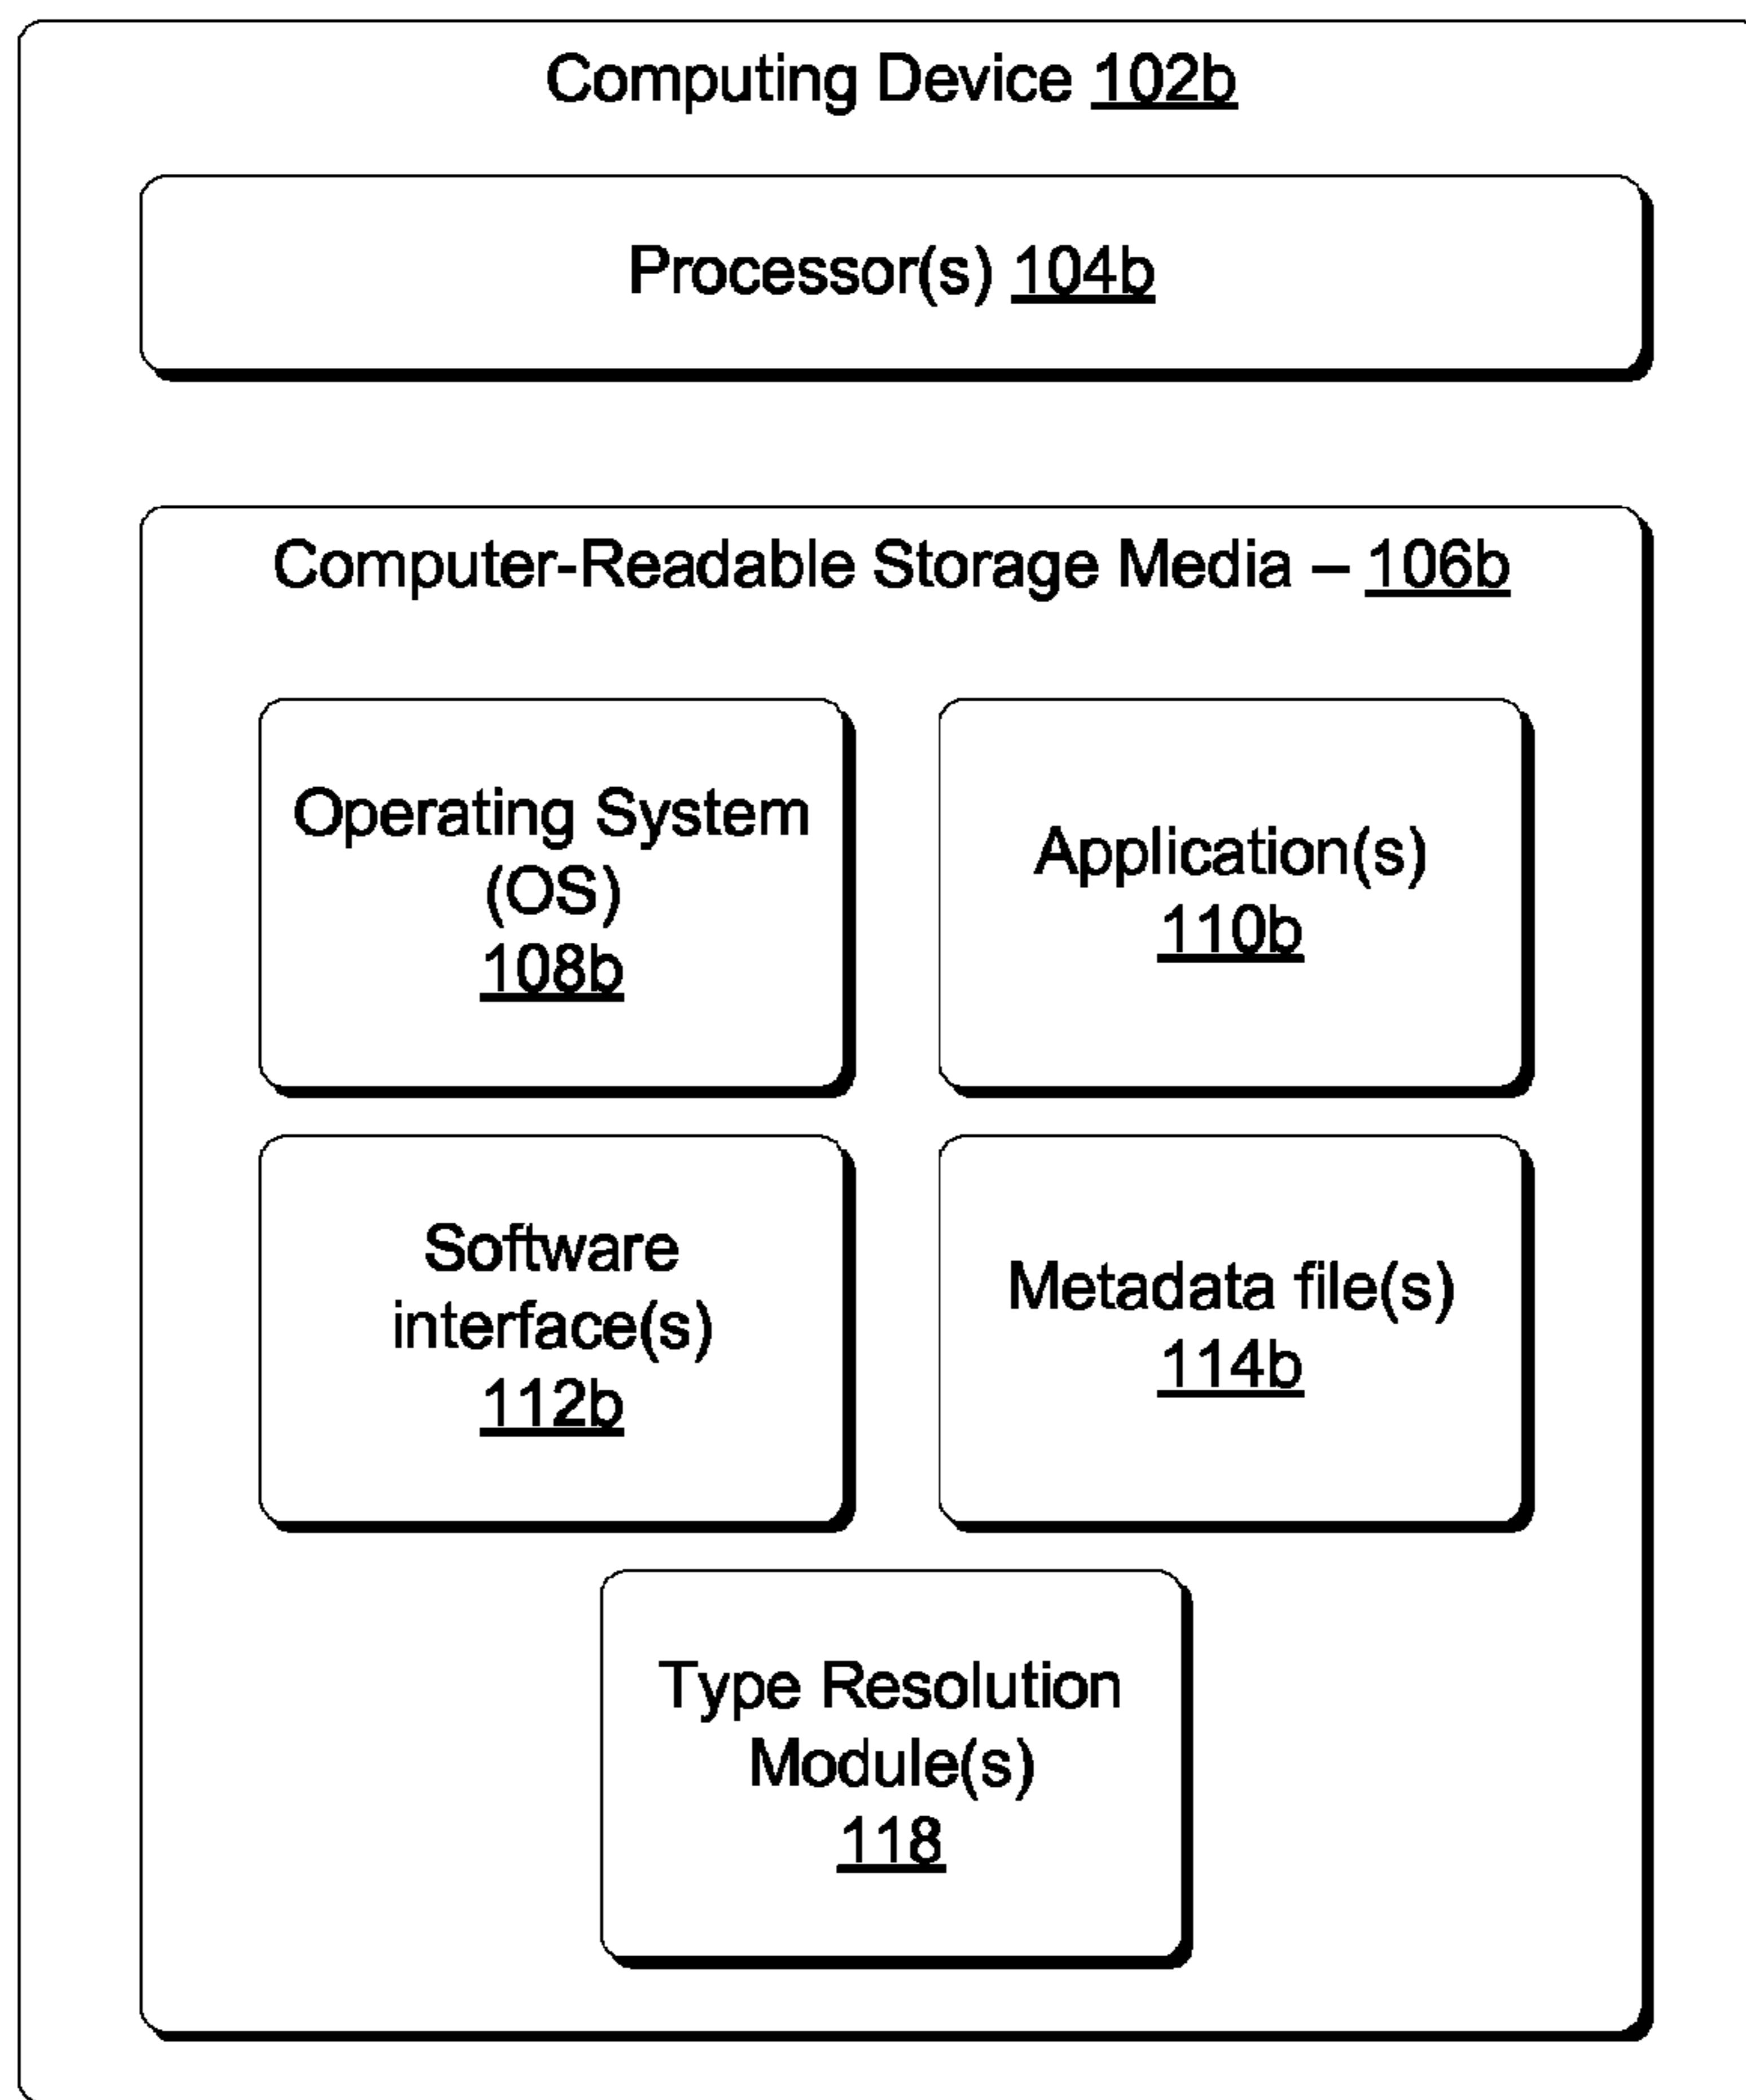 Computing Device 102b
Processor(s) 104b
Computer-Readable Storage Media – 106b
Operating System
(OS)
108b
Application(s)
110b
Software
interface(s)
112b
Metadata file(s)
114b
Type Resolution
Module(s)
118